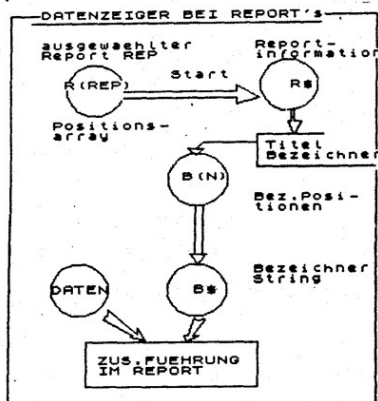 DATENZEIGER BEI REPORT's
ausgewaehlter
Report REP
Report-
information
R(REP)
Start
R$
Positions-
array
Titel
Bezeichner
B(N)
Bez.Posi-
tionen
DATEN
B$
Bezeichner
String
ZUS.FUEHRUNG
IM REPORT